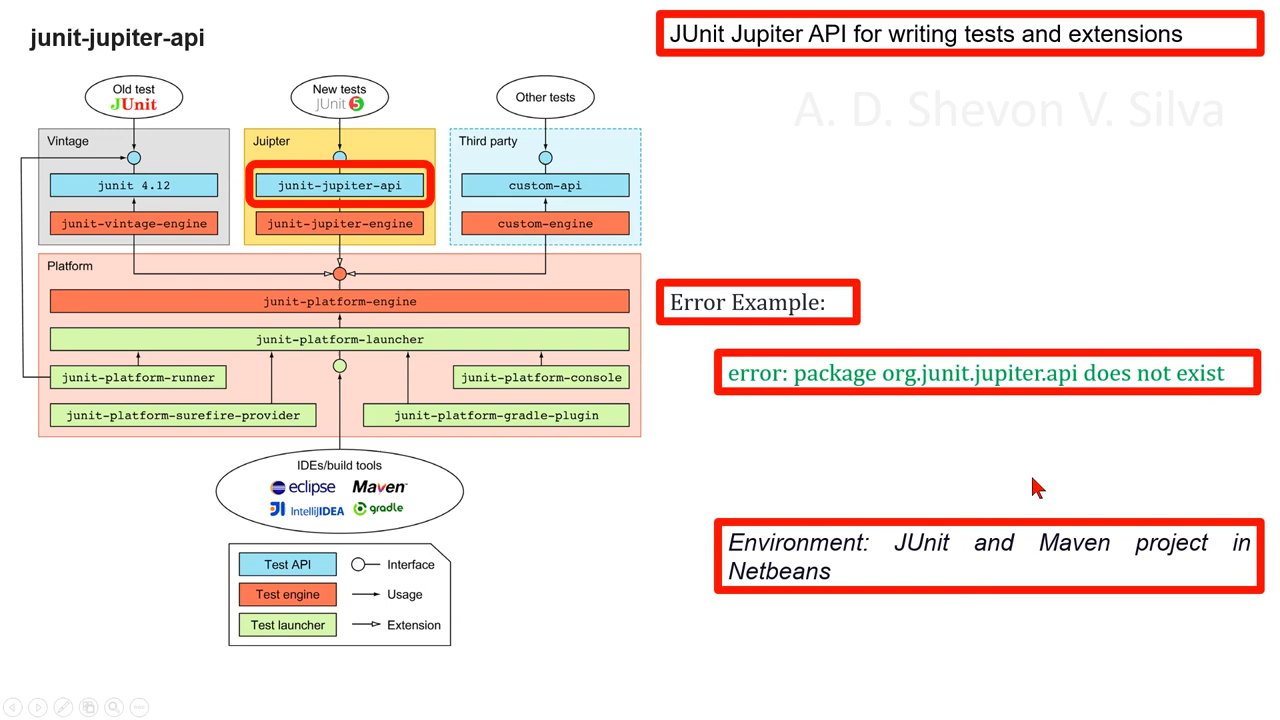 junit-jupiter-api
JUnit Jupiter API for writing tests and extensions
A. D. Shevon V. Silva
Old test
JUnit
New tests
JUnit 5
Other tests
Vintage
Juipter
Third party
junit 4.12
junit-jupiter-api
custom-api
junit-vintage-engine
junit-jupiter-engine
custom-engine
Platform
junit-platform-engine
junit-platform-launcher
junit-platform-runner
junit-platform-console
junit-platform-surefire-provider
junit-platform-gradle-plugin
IDEs/build tools
eclipse
Maven
IntelliJIDEA
gradle
Test API
Interface
Test engine
Usage
Test launcher
Extension
Error Example:
error: package org.junit.jupiter.api does not exist
Environment: JUnit and Maven project in
Netbeans